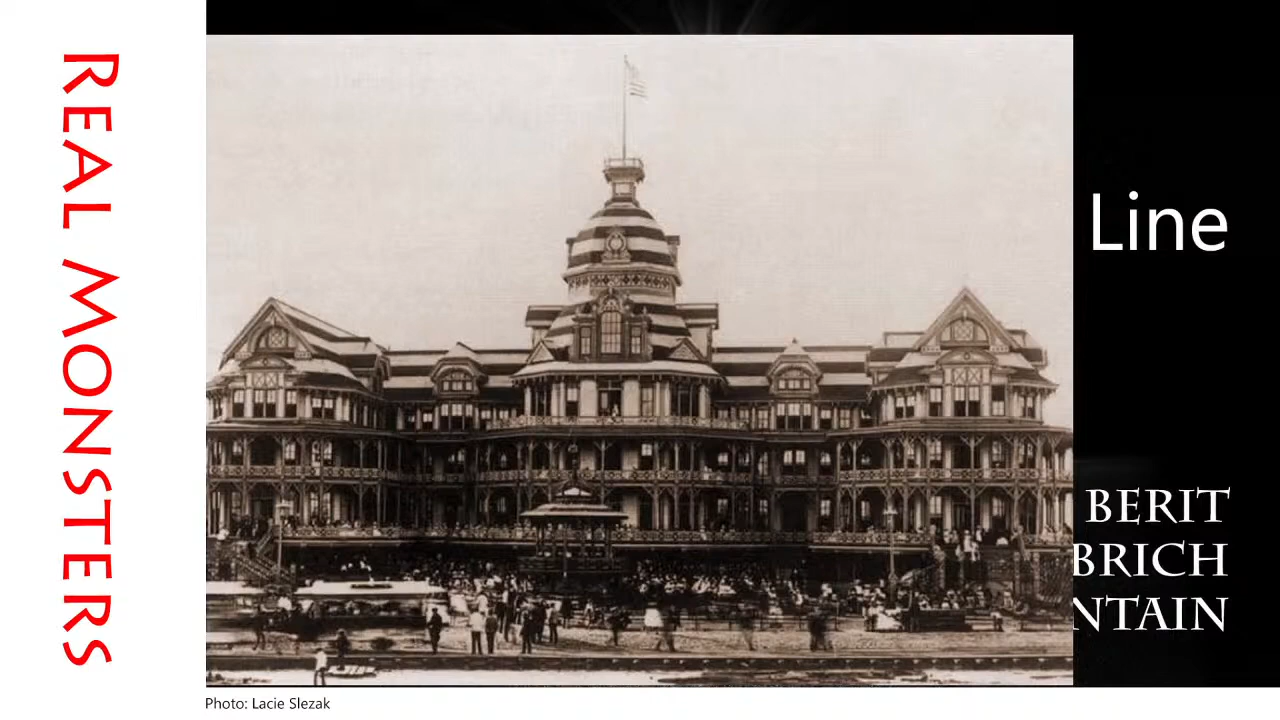 REAL MONSTERS
Line
BERIT
BRICH
NTAIN
Photo: Lacie Slezak